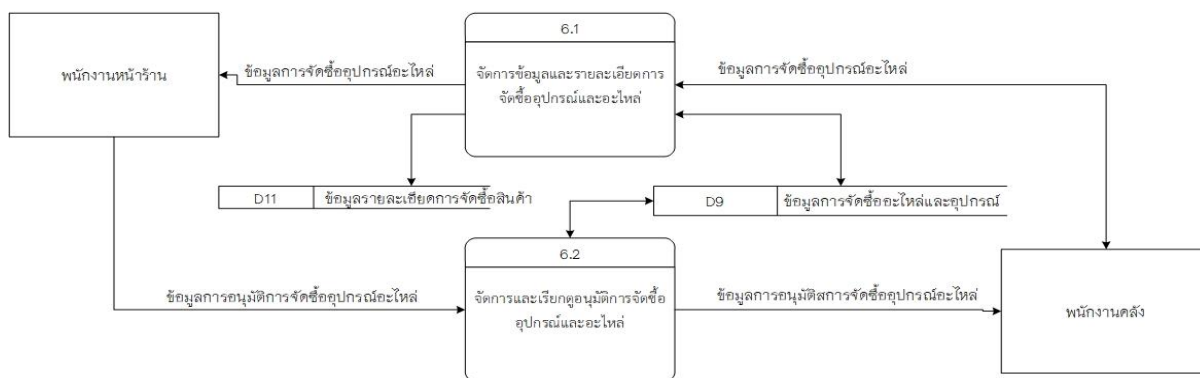 6.1
พนักงานหน้าร้าน
ข้อมูลการจัดซื้ออุปกรณ์อะไหล่
จัดการข้อมูลและรายละเอียดการ
จัดซื้ออุปกรณ์และอะไหล่
ข้อมูลการจัดซื้ออุปกรณ์อะไหล่
D11
ข้อมูลรายละเอียดการจัดซื้อสินค้า
D9
ข้อมูลการจัดซื้ออะไหล่และอุปกรณ์
6.2
ข้อมูลการอนุมัติการจัดซื้ออุปกรณ์อะไหล่
จัดการและเรียกดูอนุมัติการจัดซื้อ
อุปกรณ์และอะไหล่
ข้อมูลการอนุมัติสการจัดซื้ออุปกรณ์อะไหล่
พนักงานคลัง